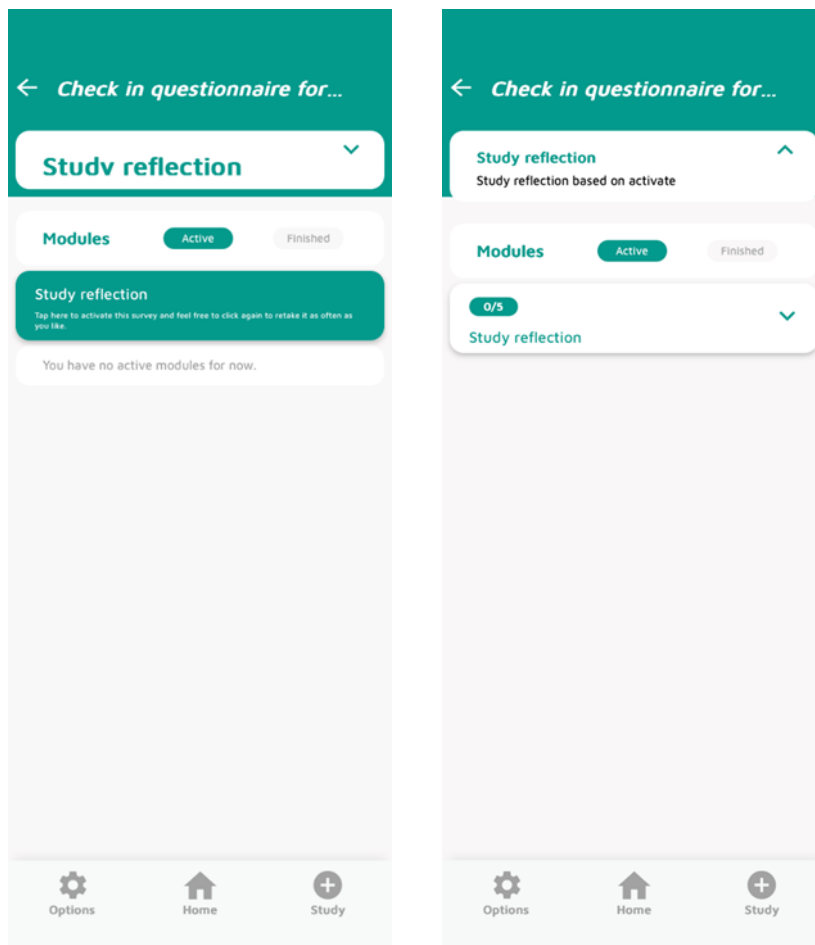 Check in questionnaire for...
Study reflection
Modules
Active
Finished
Study reflection
Tap here to activate this survey and feel free to click again to retake it as often as
you like.
You have no active modules for now.
Options
Home
Study
Check in questionnaire for...
Study reflection
Study reflection based on activate
Modules
Active
Finished
0/5
Study reflection
Options
Home
Study